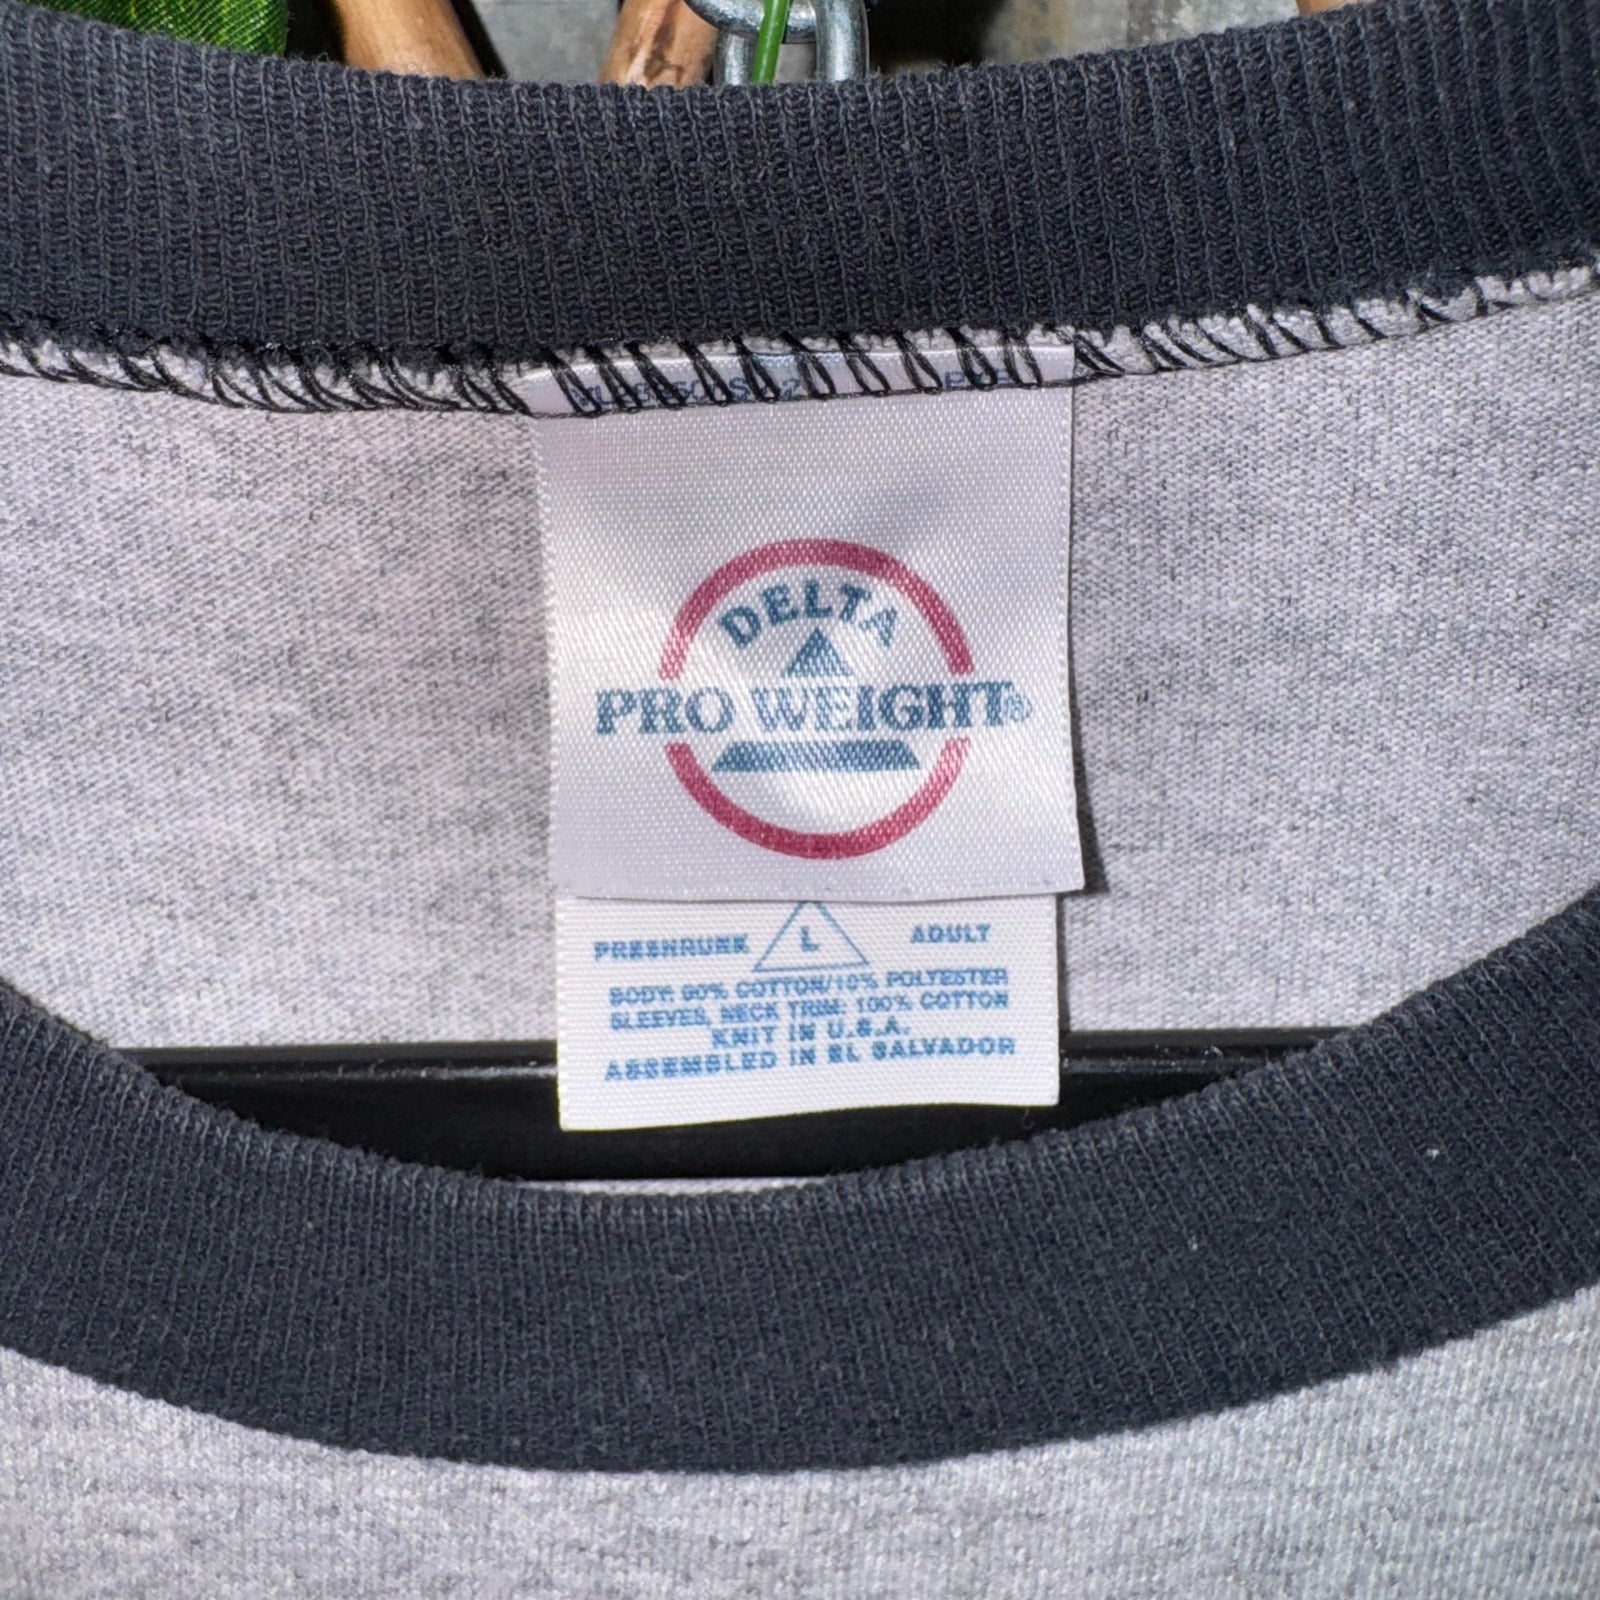 DELTA
PRO WEIGHT®
PRESHRUNK L ADULT
BODY: 90% COTTON/10% POLYESTER
SLEEVES, NECK TRIM: 100% COTTON
KNIT IN U.S.A.
ASSEMBLED IN EL SALVADOR